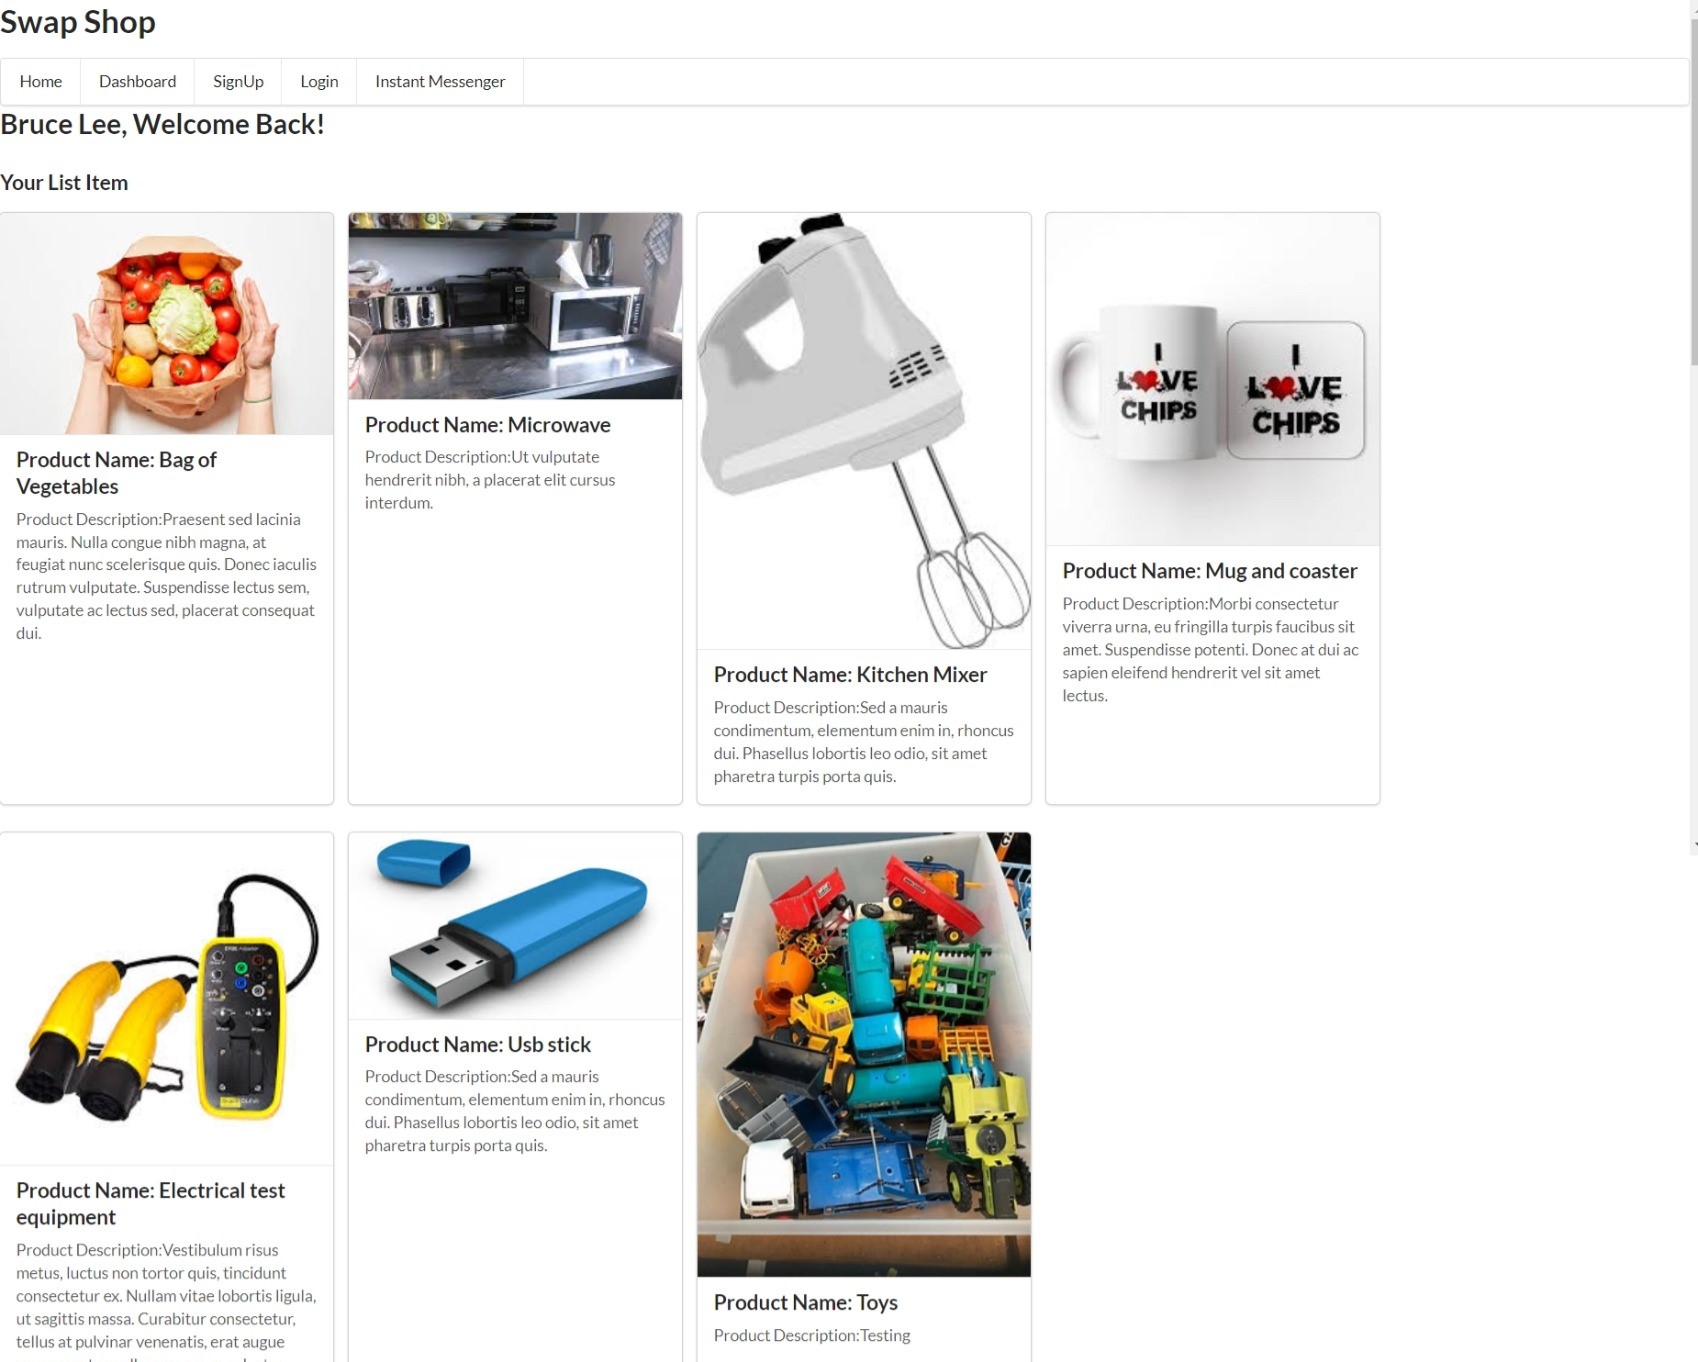 Swap Shop
Home
Dashboard
SignUp
Login
Instant Messenger
Bruce Lee, Welcome Back!
Your List Item
Product Name: Bag of
Vegetables
Product Description:Praesent sed lacinia
mauris. Nulla congue nibh magna, at
feugiat nunc scelerisque quis. Donec iaculis
rutrum vulputate. Suspendisse lectus sem,
vulputate ac lectus sed, placerat consequat
dui.
Product Name: Microwave
Product Description:Ut vulputate
hendrerit nibh, a placerat elit cursus
interdum.
Product Name: Kitchen Mixer
Product Description:Sed a mauris
condimentum, elementum enim in, rhoncus
dui. Phasellus lobortis leo odio, sit amet
pharetra turpis porta quis.
I
LOVE
CHIPS
I
LOVE
CHIPS
Product Name: Mug and coaster
Product Description:Morbi consectetur
viverra urna, eu fringilla turpis faucibus sit
amet. Suspendisse potenti. Donec at dui ac
sapien eleifend hendrerit vel sit amet
lectus.
Product Name: Electrical test
equipment
Product Description:Vestibulum risus
metus, luctus non tortor quis, tincidunt
consectetur ex. Nullam vitae lobortis ligula,
ut sagittis massa. Curabitur consectetur,
tellus at pulvinar venenatis, erat augue
Product Name: Usb stick
Product Description:Sed a mauris
condimentum, elementum enim in, rhoncus
dui. Phasellus lobortis leo odio, sit amet
pharetra turpis porta quis.
Product Name: Toys
Product Description:Testing